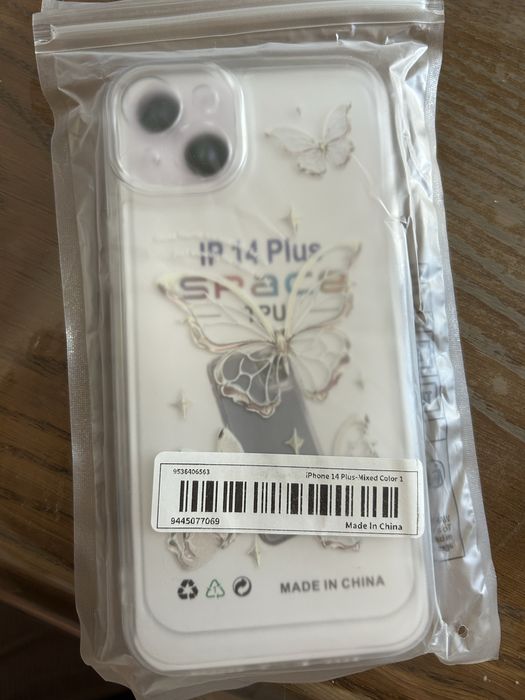 IP 14 Plus
space
TPU
9536406563
iPhone 14 Plus-Mixed Color 1
9445077069
Made In China
MADE IN CHINA